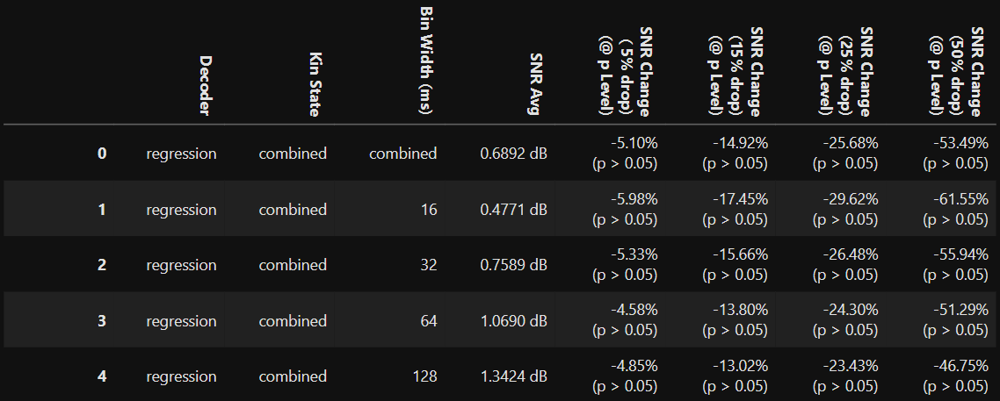 Decoder
Kin State
Bin Width (ms)
SNR Avg
SNR Change
( 5% drop)
(@ p Level)
SNR Change
(15% drop)
(@ p Level)
SNR Change
(25% drop)
(@ p Level)
SNR Change
(50% drop)
(@ p Level)
0 regression combined combined 0.6892 dB -5.10% -14.92% -25.68% -53.49%
(p > 0.05) (p > 0.05) (p > 0.05) (p > 0.05)
1 regression combined 16 0.4771 dB -5.98% -17.45% -29.62% -61.55%
(p > 0.05) (p > 0.05) (p > 0.05) (p > 0.05)
2 regression combined 32 0.7589 dB -5.33% -15.66% -26.48% -55.94%
(p > 0.05) (p > 0.05) (p > 0.05) (p > 0.05)
3 regression combined 64 1.0690 dB -4.58% -13.80% -24.30% -51.29%
(p > 0.05) (p > 0.05) (p > 0.05) (p > 0.05)
4 regression combined 128 1.3424 dB -4.85% -13.02% -23.43% -46.75%
(p > 0.05) (p > 0.05) (p > 0.05) (p > 0.05)